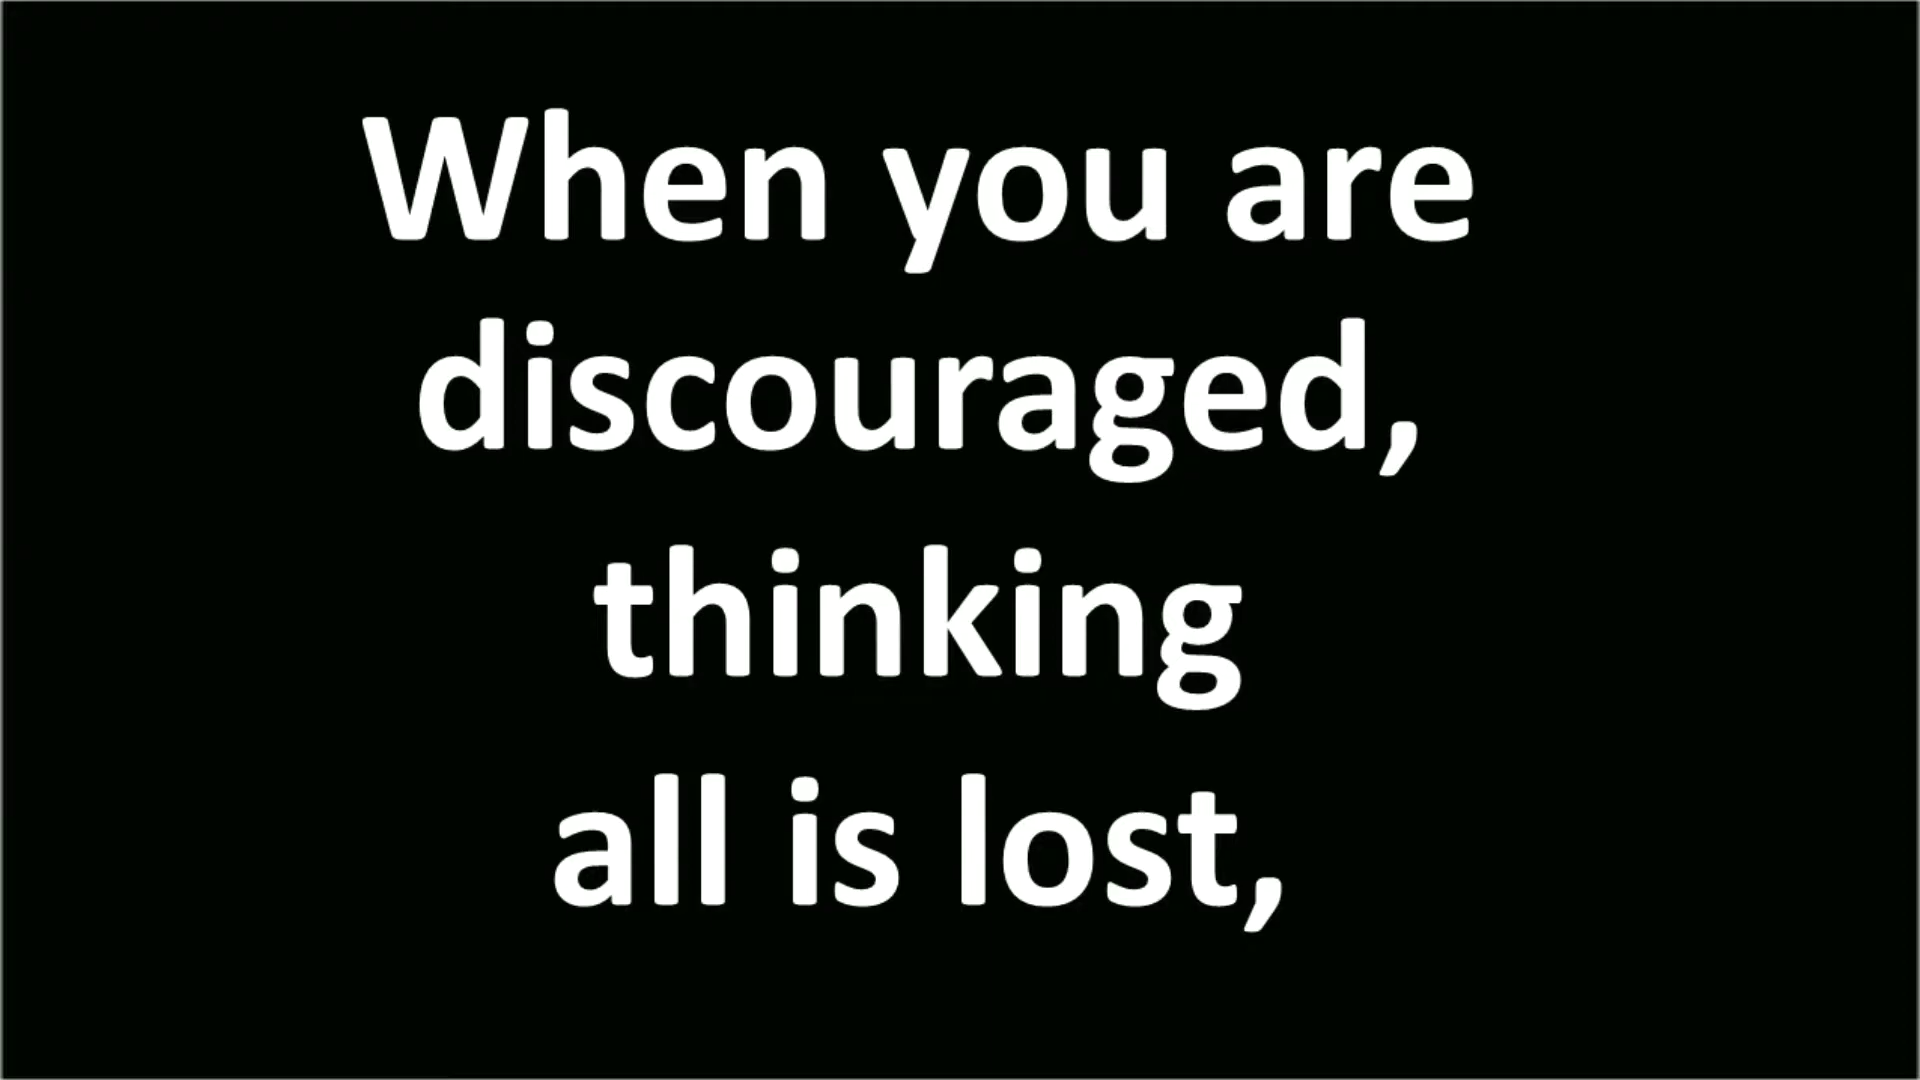 When you are
discouraged,
thinking
all is lost,